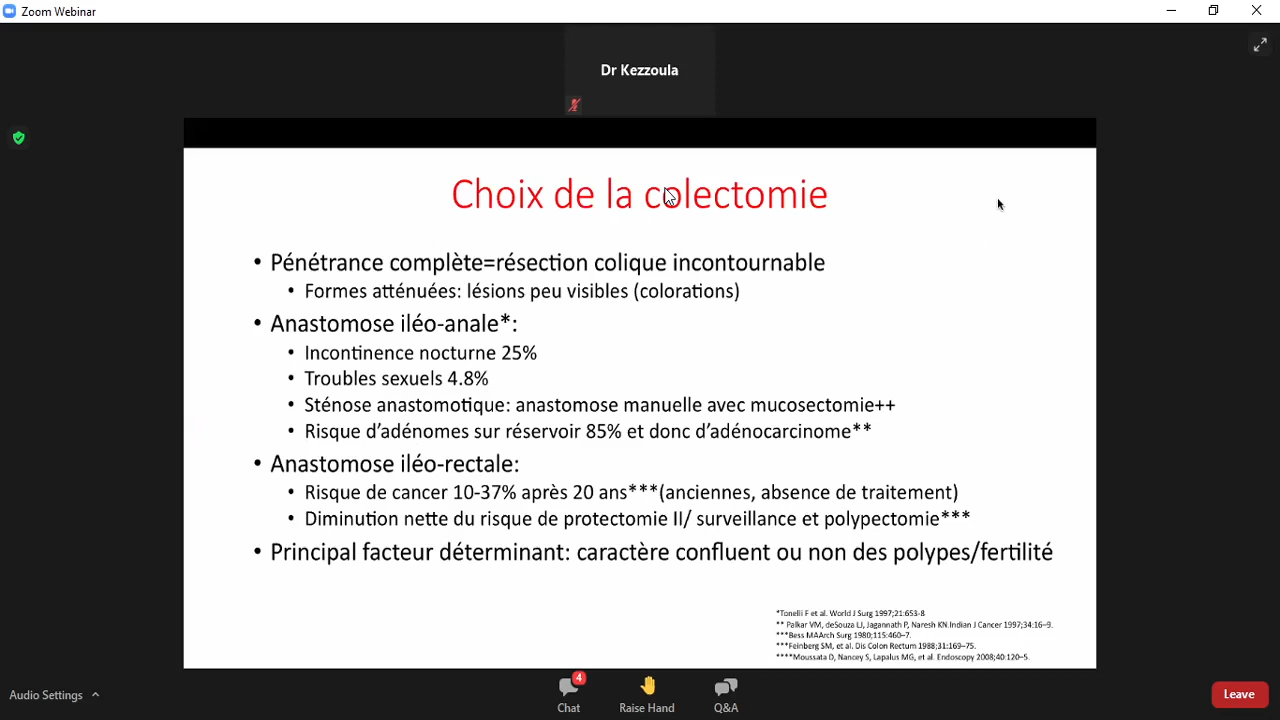 Zoom Webinar
Dr Kezzoula
Choix de la colectomie
• Pénétrance complète=résection colique incontournable
• Formes atténuées: lésions peu visibles (colorations)
• Anastomose iléo-anale*:
• Incontinence nocturne 25%
• Troubles sexuels 4.8%
• Sténose anastomotique: anastomose manuelle avec mucosectomie++
• Risque d’adénomes sur réservoir 85% et donc d’adénocarcinome**
• Anastomose iléo-rectale:
• Risque de cancer 10-37% après 20 ans***(anciennes, absence de traitement)
• Diminution nette du risque de protectomie II/ surveillance et polypectomie***
• Principal facteur déterminant: caractère confluent ou non des polypes/fertilité
*Tonelli F et al. World J Surg 1997;21:653-8
** Palkar VM, deSouza LJ, Jagannath P, Naresh KN.Indian J Cancer 1997;34:16–9.
***Bess MAArch Surg 1980;115:460–7.
***Feinberg SM, et al. Dis Colon Rectum 1988;31:169–75.
****Moussata D, Nancey S, Lapalus MG, et al. Endoscopy 2008;40:120–5.
Audio Settings
4
Chat
Raise Hand
Q&A
Leave